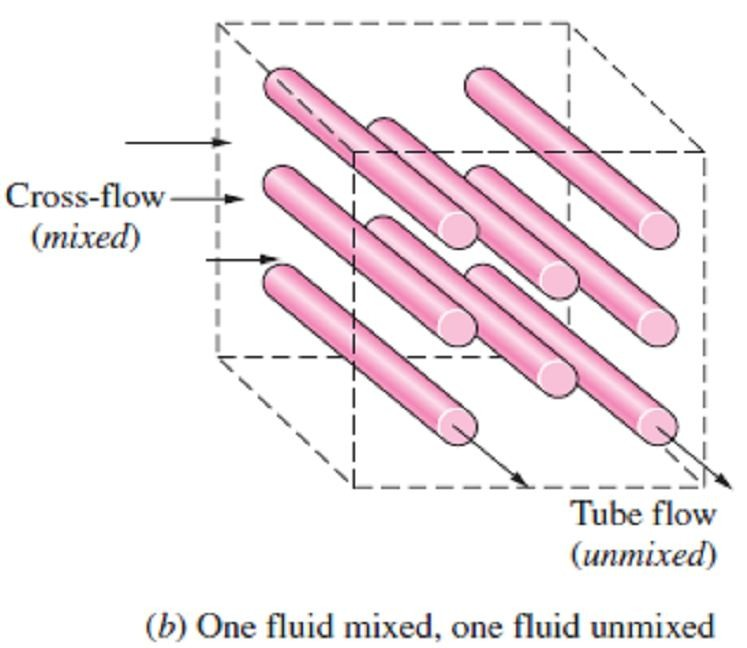 Cross-flow
(mixed)
Tube flow
(unmixed)
(b) One fluid mixed, one fluid unmixed